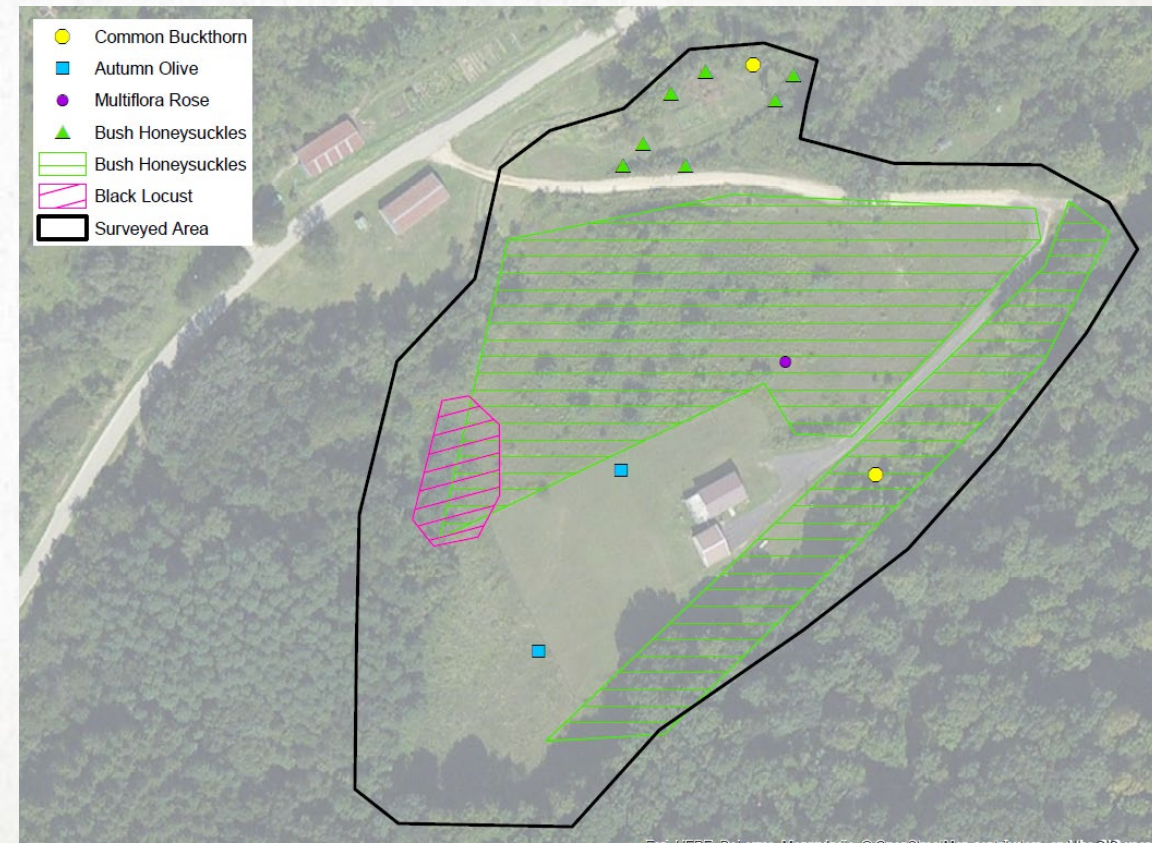 Common Buckthorn
Autumn Olive
Multiflora Rose
Bush Honeysuckles
Bush Honeysuckles
Black Locust
Surveyed Area